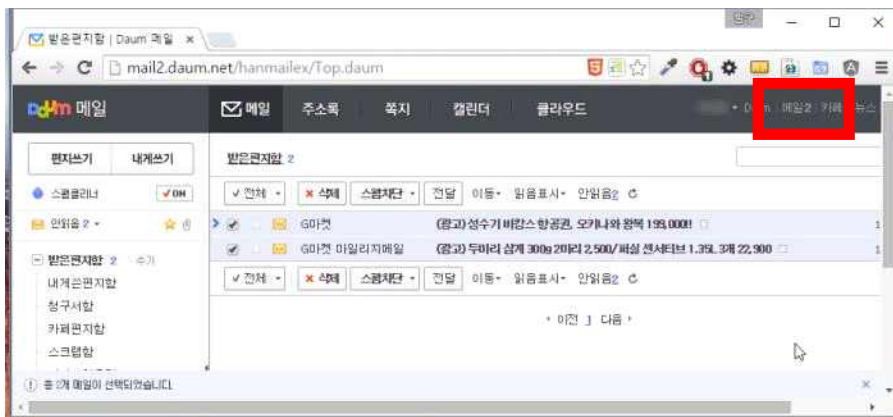 받은편지함 | Daum 메일
mail2.daum.net/hanmailex/Top.daum
Daum 메일
메일 주소록 쪽지 캘린더 클라우드
메일2 카페 뉴스
편지쓰기 내게쓰기
받은편지함 2
스팸클리너 ON
전체 삭제 스팸차단 전달 이동 읽음표시 안읽음2
안읽음 2
G마켓 (광고)성수기 바캉스 항공권, 오키나와 왕복 199,000!!
G마켓 마일리지메일 (광고) 두마리 삼계 300g 2마리 2,500/ 퍼실 센서티브 1.35L 3개 22,900
받은편지함 2
내게쓴편지함
전체 삭제 스팸차단 전달 이동 읽음표시 안읽음2
청구서함
카페편지함
이전 1 다음
스크랩함
총 2개 메일이 선택되었습니다.